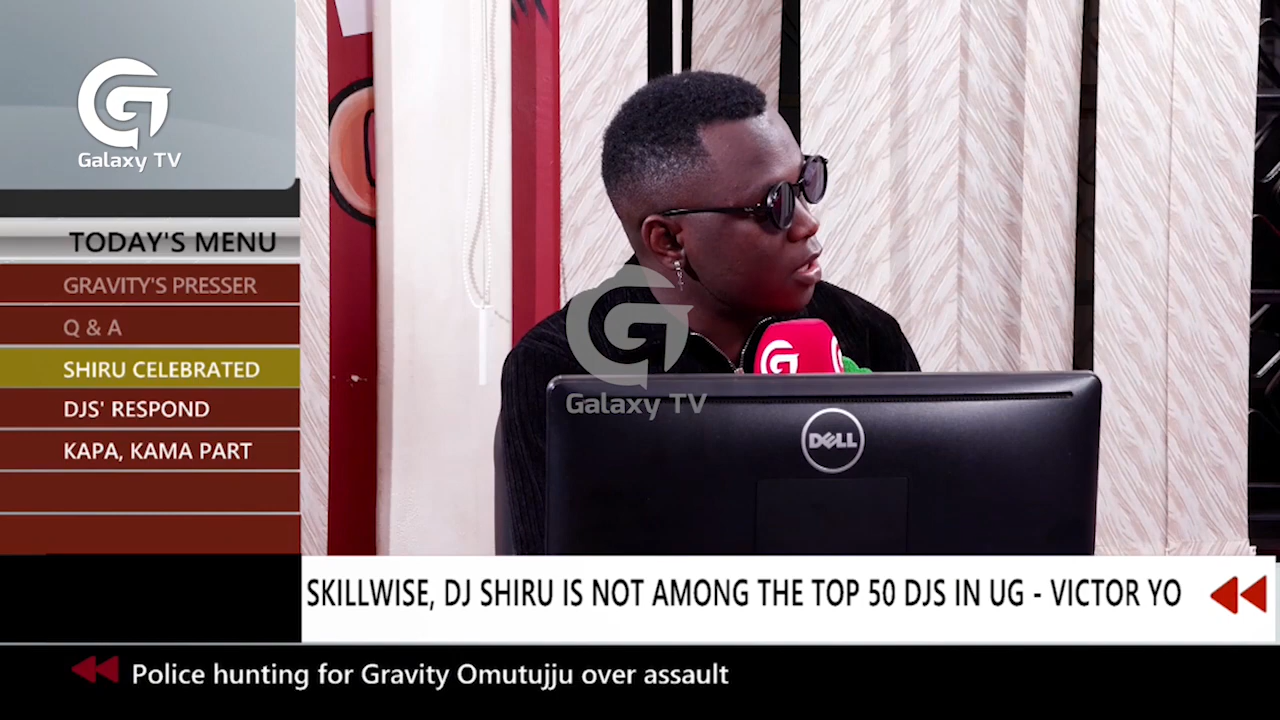 Galaxy TV
TODAY'S MENU
GRAVITY'S PRESSER
Q & A
SHIRU CELEBRATED
DJS' RESPOND
KAPA, KAMA PART
Galaxy TV
DELL
SKILLWISE, DJ SHIRU IS NOT AMONG THE TOP 50 DJS IN UG - VICTOR YO
Police hunting for Gravity Omutujju over assault